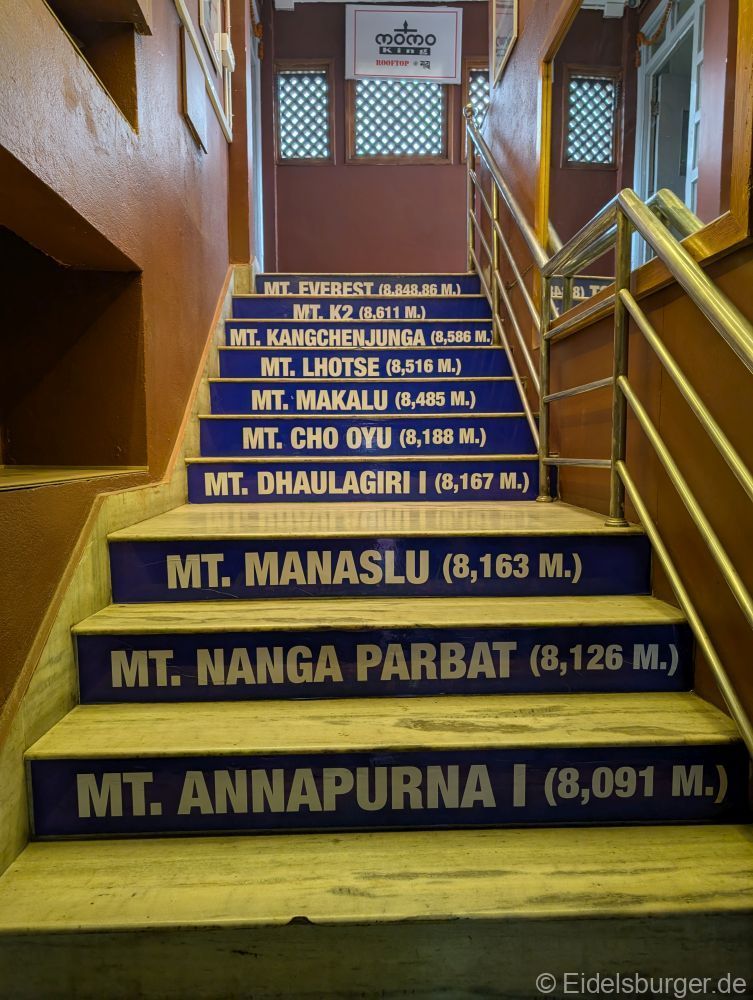 momo
King
ROOFTOP
MT. EVEREST (8,848.86 M.)
MT. K2 (8,611 M.)
MT. KANGCHENJUNGA (8,586 M.)
MT. LHOTSE (8,516 M.)
MT. MAKALU (8,485 M.)
MT. CHO OYU (8,188 M.)
MT. DHAULAGIRI I (8,167 M.)
MT. MANASLU (8,163 M.)
MT. NANGA PARBAT (8,126 M.)
MT. ANNAPURNA I (8,091 M.)
© Eidelsburger.de